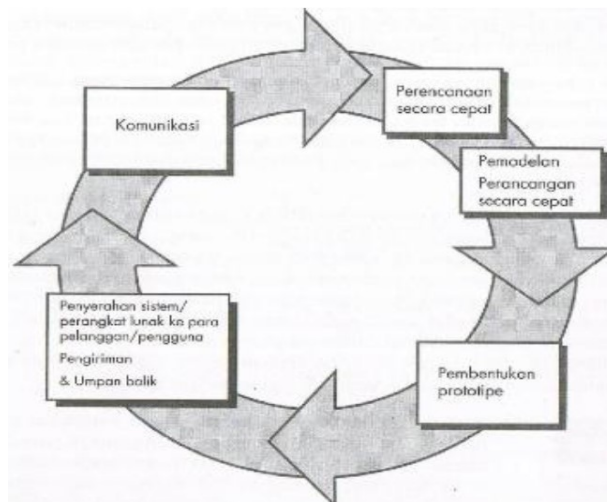 Komunikasi
Perencanaan
secara cepat
Pemodelan
Perancangan
secara cepat
Pembentukan
prototipe
Penyerahan sistem/
perangkat lunak ke para
pelanggan/pengguna
Pengiriman
& Umpan balik